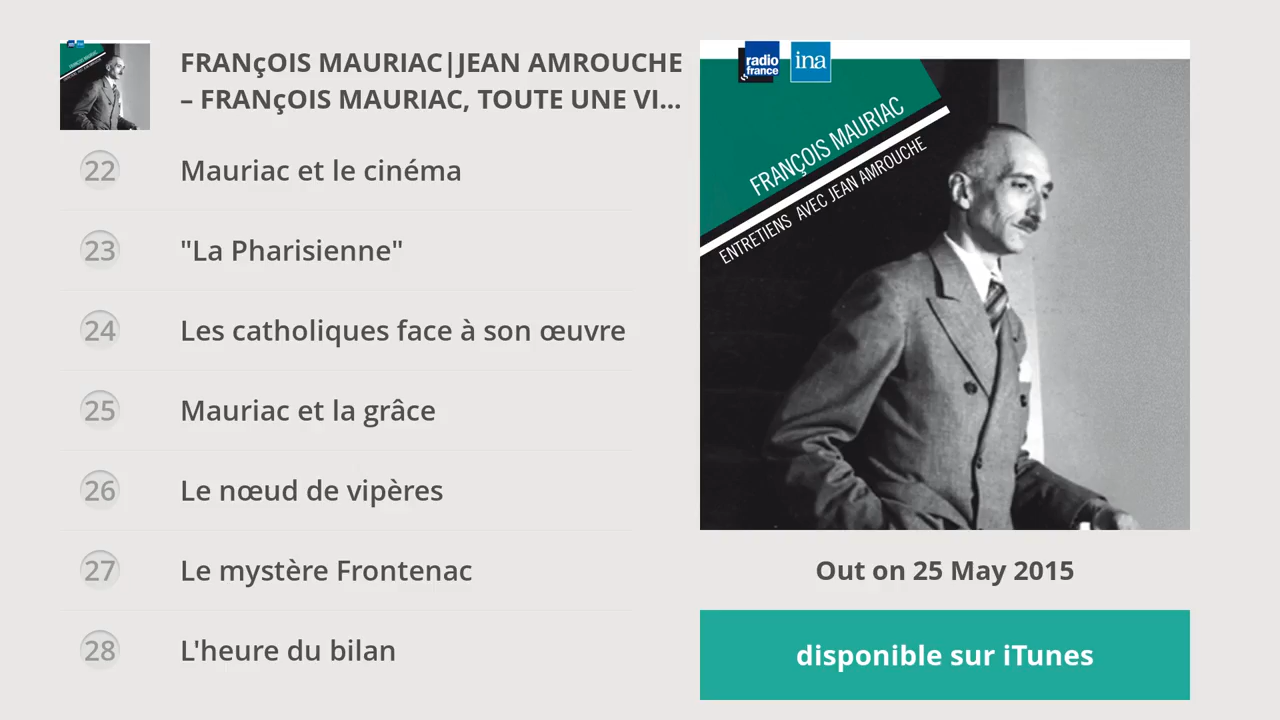 FRANçOIS MAURIAC|JEAN AMROUCHE
– FRANçOIS MAURIAC, TOUTE UNE VI...
22 Mauriac et le cinéma
23 "La Pharisienne"
24 Les catholiques face à son œuvre
25 Mauriac et la grâce
26 Le nœud de vipères
27 Le mystère Frontenac
28 L'heure du bilan
radio
france
ina
FRANÇOIS MAURIAC
ENTRETIENS AVEC JEAN AMROUCHE
Out on 25 May 2015
disponible sur iTunes